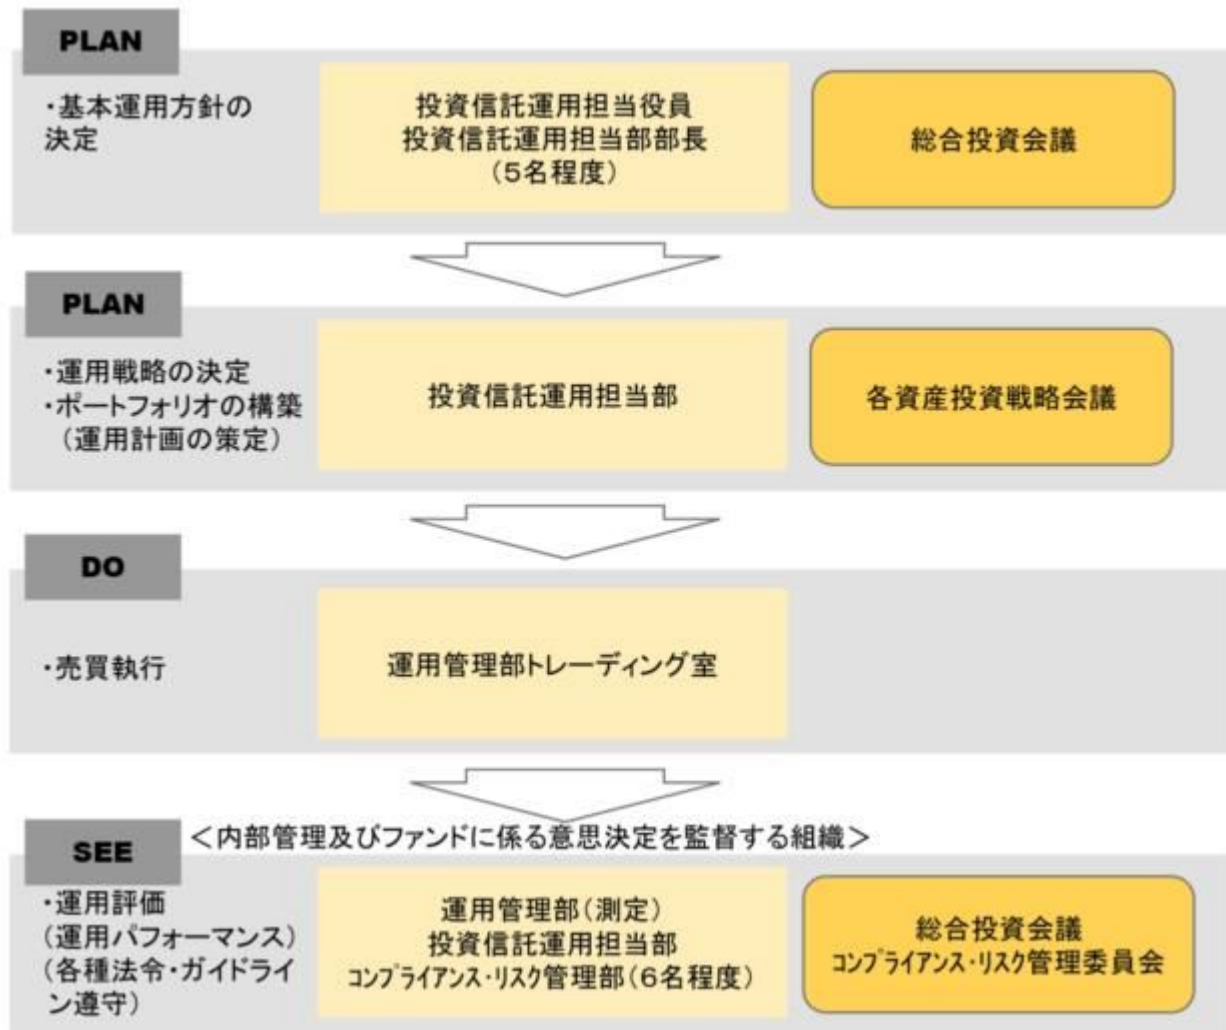 PLAN
・基本運用方針の
決定
投資信託運用担当役員
投資信託運用担当部部長
(5名程度)
総合投資会議
PLAN
・運用戦略の決定
・ポートフォリオの構築
(運用計画の策定)
投資信託運用担当部
各資産投資戦略会議
DO
・売買執行
運用管理部トレーディング室
SEE
＜内部管理及びファンドに係る意思決定を監督する組織＞
・運用評価
(運用パフォーマンス)
(各種法令・ガイドライ
ン遵守)
運用管理部(測定)
投資信託運用担当部
ｺﾝﾌﾟﾗｲｱﾝｽ・ﾘｽｸ管理部(6名程度)
総合投資会議
ｺﾝﾌﾟﾗｲｱﾝｽ・ﾘｽｸ管理委員会